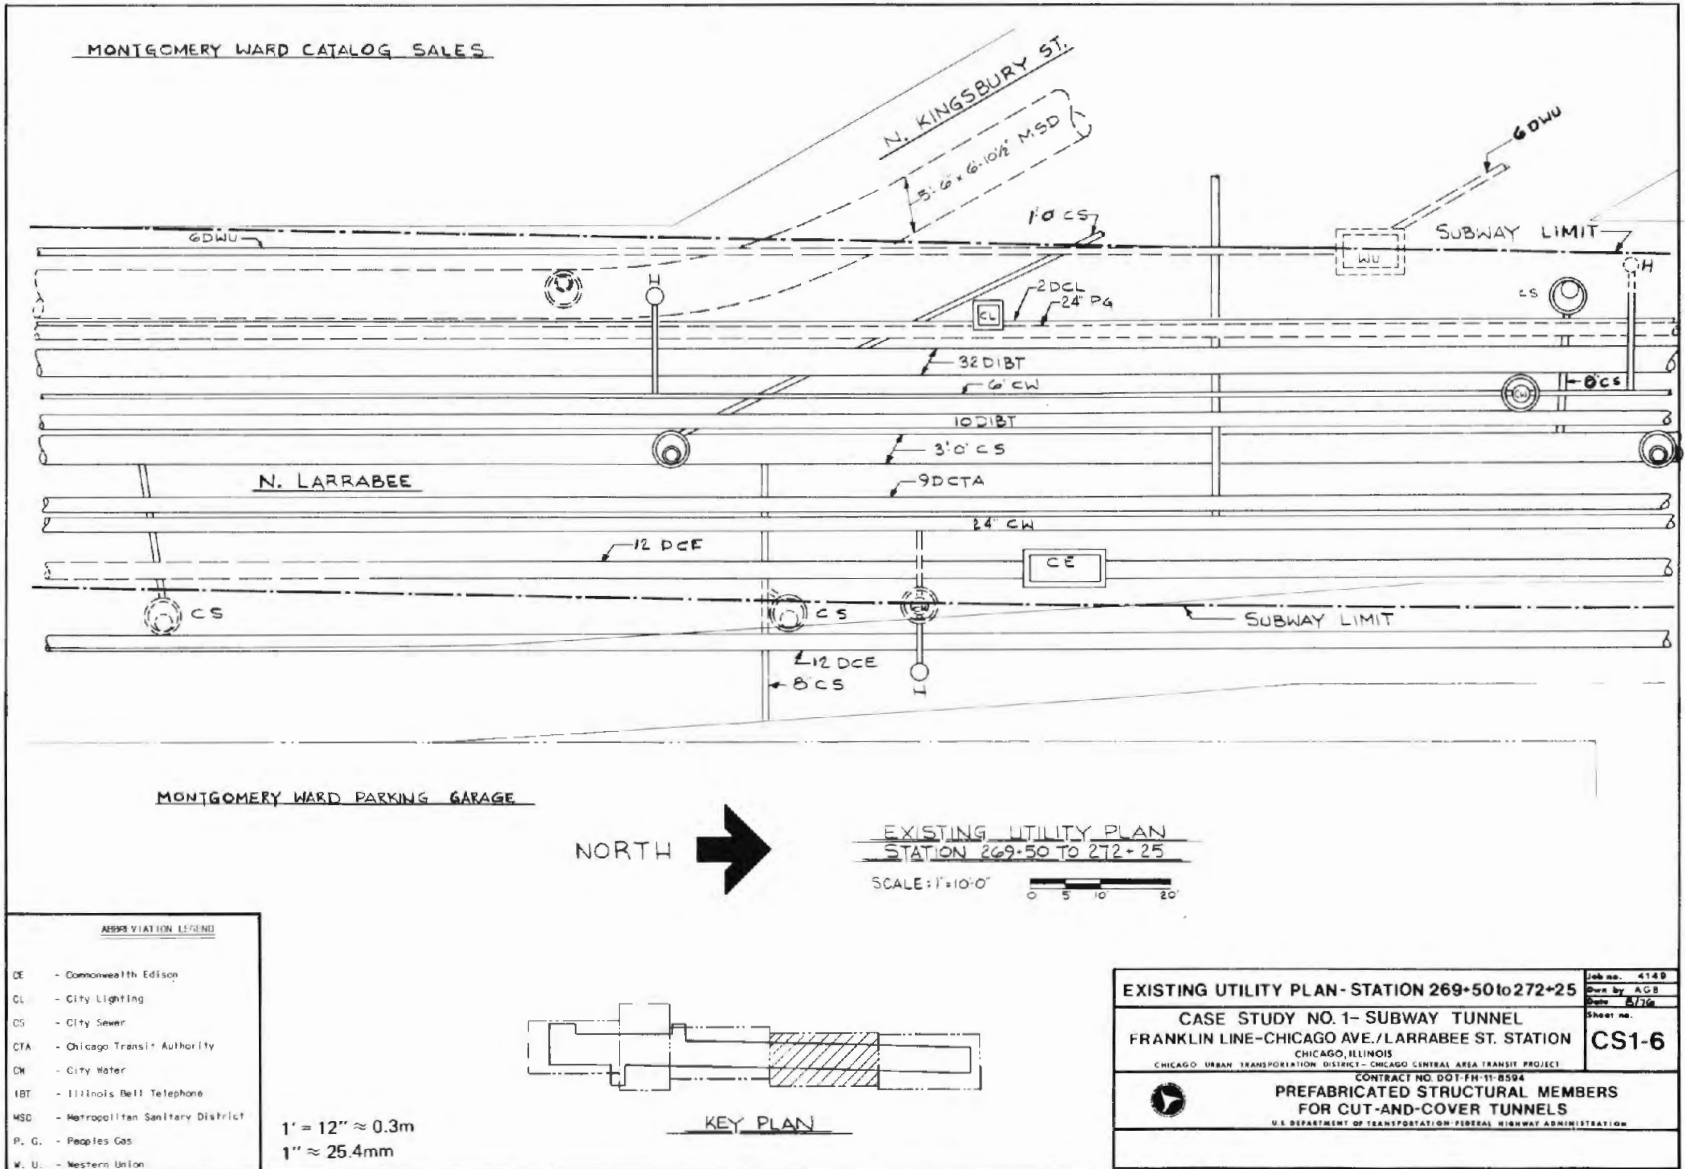 MONTGOMERY WARD CATALOG SALES
N. KINGSBURY ST.
5'-6" x 6'-10½" MSD
6DWU
6DWU
1'0 CS
SUBWAY LIMIT
WU
H
H
CS
2DCL
24" PG
CL
32DIBT
6" CW
8"CS
CW
10DIBT
3'0" CS
N. LARRABEE
9DCTA
24" CW
12 DCE
CE
CS
CS
CW
SUBWAY LIMIT
12 DCE
8"CS
H
MONTGOMERY WARD PARKING GARAGE
NORTH
EXISTING UTILITY PLAN
STATION 269+50 TO 272+25
SCALE: 1"=10'-0"
0 5' 10' 20'
ABBREVIATION LEGEND
CE - Commonwealth Edison
CL - City Lighting
CS - City Sewer
CTA - Chicago Transit Authority
CW - City Water
IBT - Illinois Bell Telephone
MSD - Metropolitan Sanitary District
P. G. - Peoples Gas
W. U. - Western Union
1' = 12" ≈ 0.3m
1" ≈ 25.4mm
KEY PLAN
EXISTING UTILITY PLAN-STATION 269+50 to 272+25
Job no. 4149
Dwn by AGB
Date 8/76
CASE STUDY NO. 1- SUBWAY TUNNEL
FRANKLIN LINE-CHICAGO AVE./LARRABEE ST. STATION
CHICAGO, ILLINOIS
CHICAGO URBAN TRANSPORTATION DISTRICT-CHICAGO CENTRAL AREA TRANSIT PROJECT
Sheet no.
CS1-6
CONTRACT NO. DOT-FH-11-8594
PREFABRICATED STRUCTURAL MEMBERS
FOR CUT-AND-COVER TUNNELS
U.S. DEPARTMENT OF TRANSPORTATION-FEDERAL HIGHWAY ADMINISTRATION